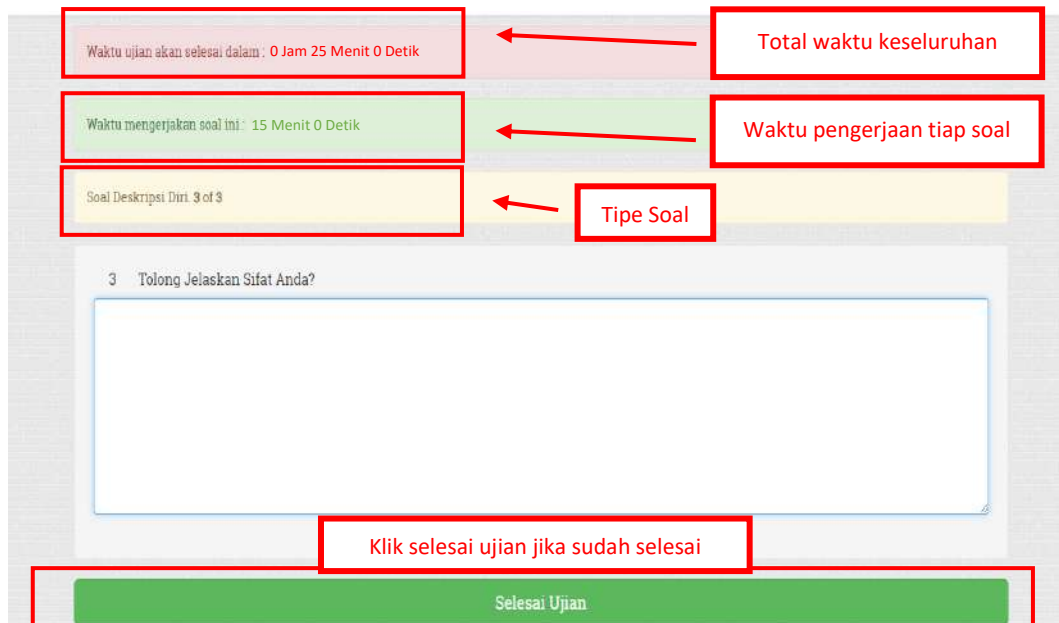 Waktu ujian akan selesai dalam : 0 Jam 25 Menit 0 Detik
Total waktu keseluruhan
Waktu mengerjakan soal ini : 15 Menit 0 Detik
Waktu pengerjaan tiap soal
Soal Deskripsi Diri 3 of 3
Tipe Soal
3 Tolong Jelaskan Sifat Anda?
Klik selesai ujian jika sudah selesai
Selesai Ujian